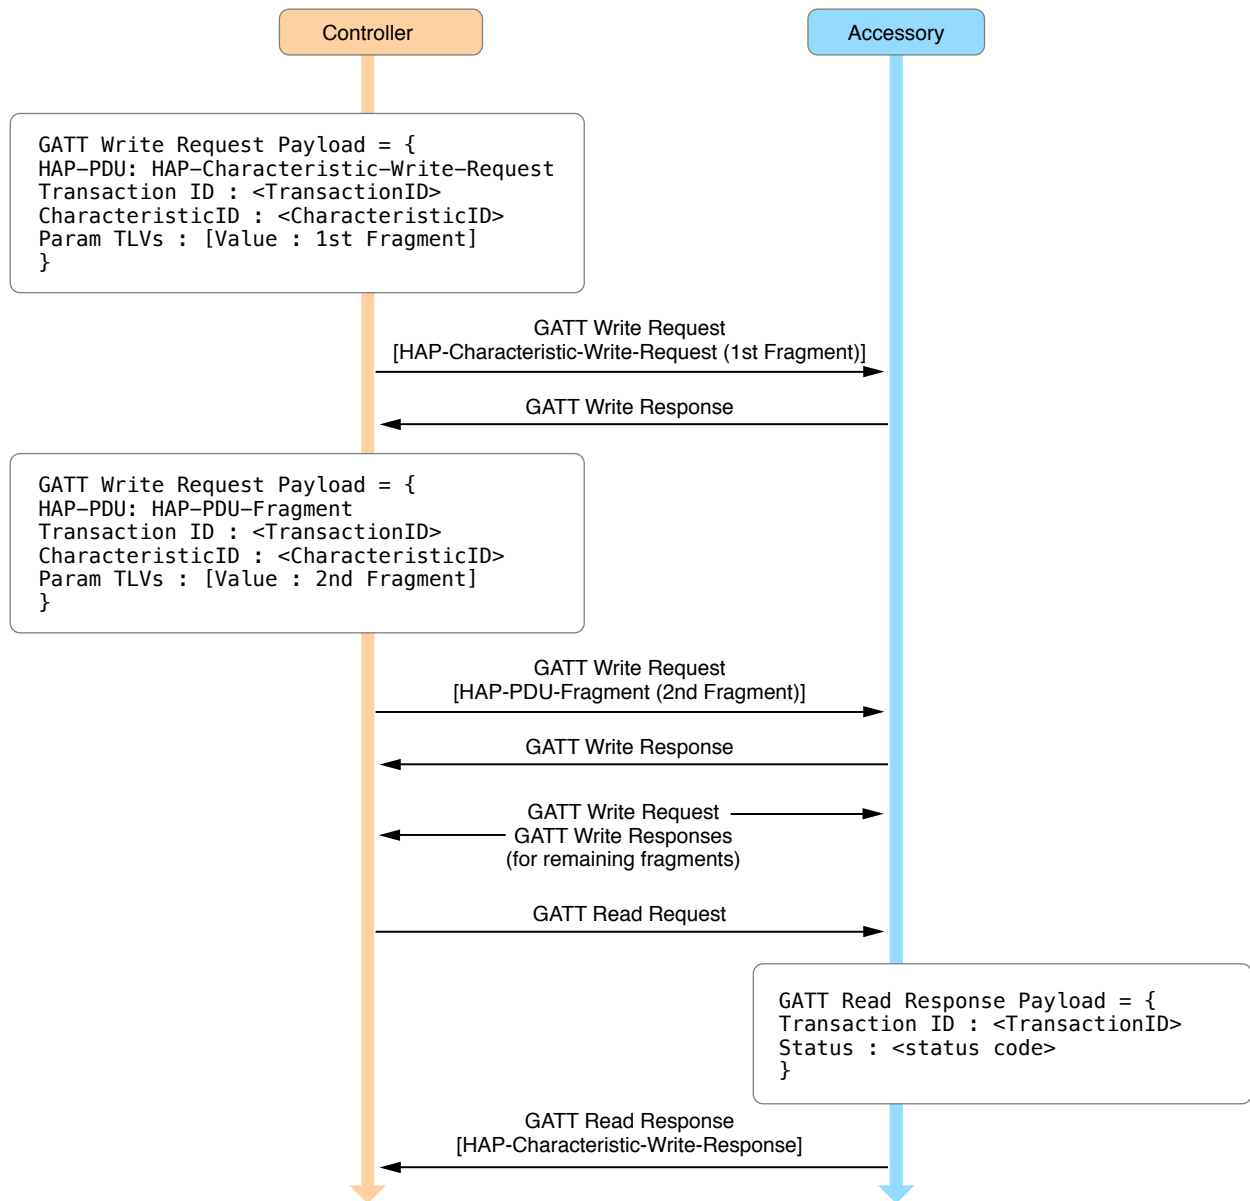 Controller
Accessory
GATT Write Request Payload = {
HAP-PDU: HAP-Characteristic-Write-Request
Transaction ID : <TransactionID>
CharacteristicID : <CharacteristicID>
Param TLVs : [Value : 1st Fragment]
}
GATT Write Request
[HAP-Characteristic-Write-Request (1st Fragment)]
GATT Write Response
GATT Write Request Payload = {
HAP-PDU: HAP-PDU-Fragment
Transaction ID : <TransactionID>
CharacteristicID : <CharacteristicID>
Param TLVs : [Value : 2nd Fragment]
}
GATT Write Request
[HAP-PDU-Fragment (2nd Fragment)]
GATT Write Response
GATT Write Request
GATT Write Responses
(for remaining fragments)
GATT Read Request
GATT Read Response Payload = {
Transaction ID : <TransactionID>
Status : <status code>
}
GATT Read Response
[HAP-Characteristic-Write-Response]